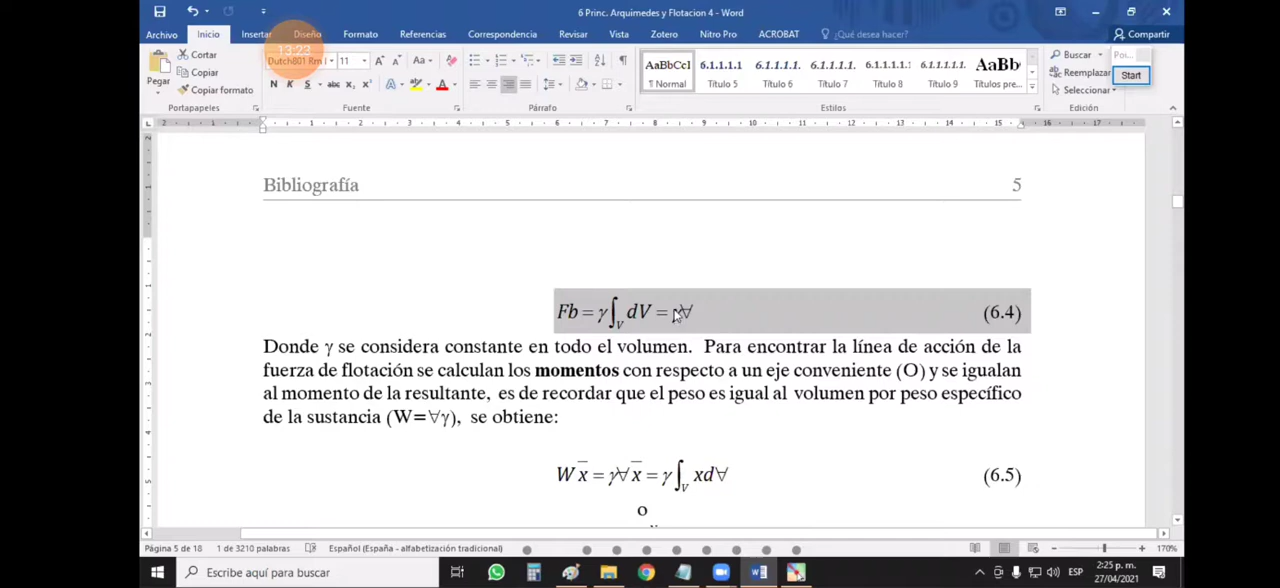 6 Princ. Arquimedes y Flotacion 4 - Word
Archivo Inicio Insertar Diseño Formato Referencias Correspondencia Revisar Vista Zotero Nitro Pro ACROBAT ¿Qué desea hacer? Compartir
13:23
Pegar
Cortar
Copiar
Copiar formato
Portapapeles
Dutch801 Rm 11
N K S abc x₂ x²
Fuente
Párrafo
AaBbCcI 6.1.1.1.1 6.1.1.1.1. 6.1.1.1.1.. 6.1.1.1.1. 6.1.1.1.1. AaBb
¶ Normal Título 5 Título 6 Título 7 Título 8 Título 9 Títulos pre...
Estilos
Buscar
Reemplazar
Seleccionar
Edición
Start
Bibliografía 5
Fb = γ ∫V dV = γ∀ (6.4)
Donde γ se considera constante en todo el volumen. Para encontrar la línea de acción de la
fuerza de flotación se calculan los momentos con respecto a un eje conveniente (O) y se igualan
al momento de la resultante, es de recordar que el peso es igual al volumen por peso específico
de la sustancia (W=∀γ), se obtiene:
W x̄ = γ∀ x̄ = γ ∫V xd∀ (6.5)
o
Página 5 de 18 1 de 3210 palabras Español (España - alfabetización tradicional) 170%
Escribe aquí para buscar
ESP
2:25 p. m.
27/04/2021